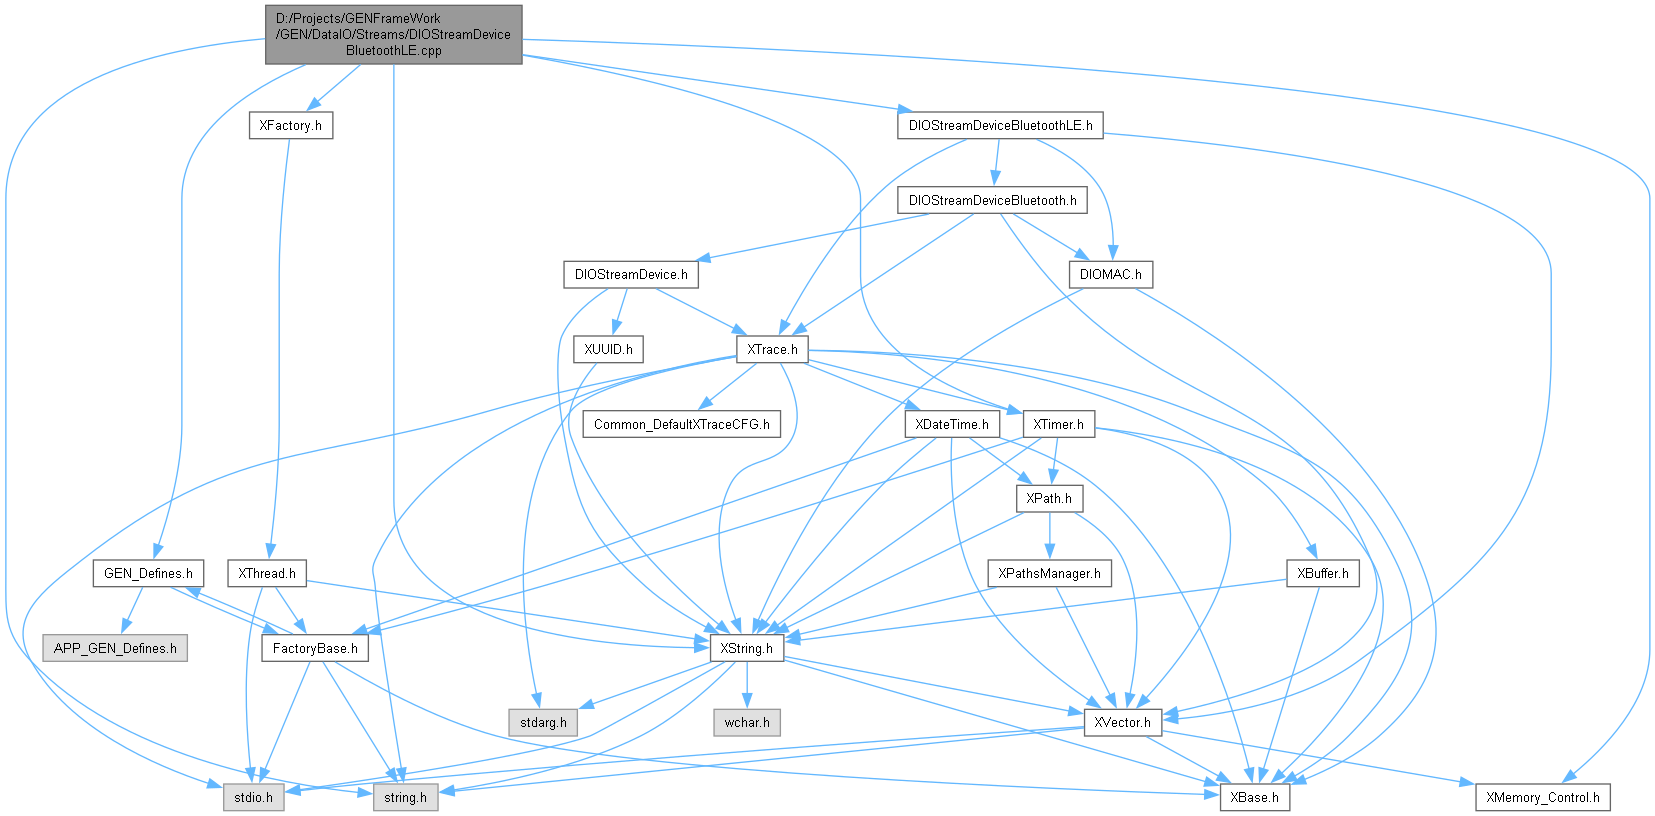 D:/Projects/GENFrameWork
/GEN/DataIO/Streams/DIOStreamDevice
BluetoothLE.cpp
XFactory.h
DIOStreamDeviceBluetoothLE.h
DIOStreamDeviceBluetooth.h
DIOStreamDevice.h
DIOMAC.h
XUUID.h
XTrace.h
Common_DefaultXTraceCFG.h
XDateTime.h
XTimer.h
XPath.h
GEN_Defines.h
XThread.h
XPathsManager.h
XBuffer.h
APP_GEN_Defines.h
FactoryBase.h
XString.h
stdarg.h
wchar.h
XVector.h
stdio.h
string.h
XBase.h
XMemory_Control.h